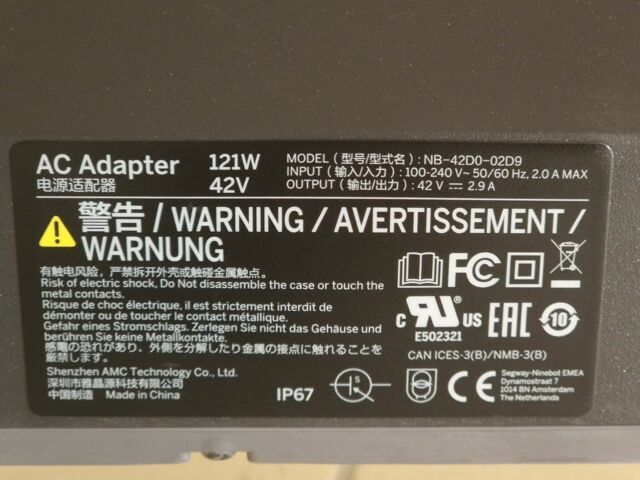 AC Adapter 121W
电源适配器 42V
MODEL (型号/型式名) : NB-42D0-02D9
INPUT (输入/入力) : 100-240 V~ 50/60 Hz, 2.0 A MAX
OUTPUT (输出/出力) : 42 V ⎓ 2.9 A
警告 / WARNING / AVERTISSEMENT /
WARNUNG
有触电风险，严禁拆开外壳或触碰金属触点。
Risk of electric shock, Do not disassemble the case or touch the
metal contacts.
Risque de choc électrique, il est strictement interdit de
démonter ou de toucher le contact métallique.
Gefahr eines Stromschlags. Zerlegen Sie nicht das Gehäuse und
berühren Sie keine Metallkontakte.
感電の恐れがあり、外側を分解したり金属の接点に触れることを
厳禁してください。
Shenzhen AMC Technology Co., Ltd.
深圳市雅晶源科技有限公司
中国制造 Made in China
IP67
S
FC
c UL us
E502321
EAC
10
CAN ICES-3(B)/NMB-3(B)
CE
Segway-Ninebot EMEA
Dynamostraat 7
1014 BN Amsterdam
The Netherlands